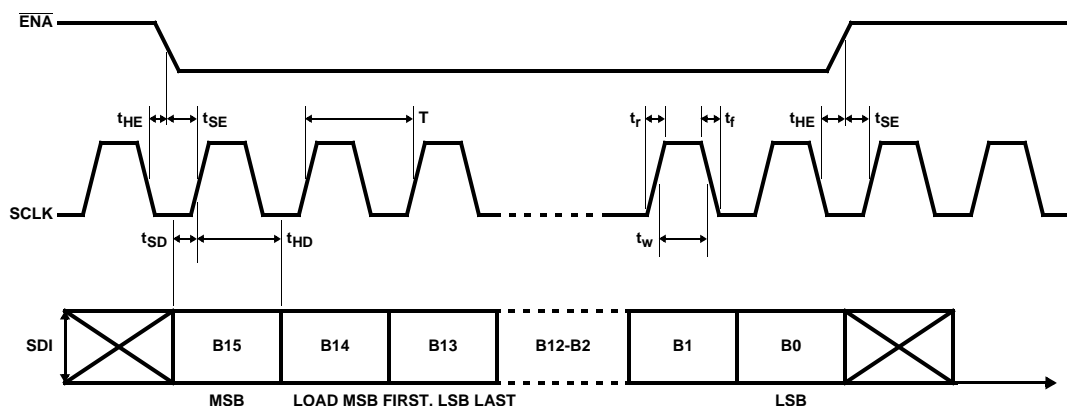 ENA
tHE tSE T tr tf tHE tSE
SCLK
tSD tHD tw
SDI B15 B14 B13 B12-B2 B1 B0
MSB LOAD MSB FIRST, LSB LAST LSB